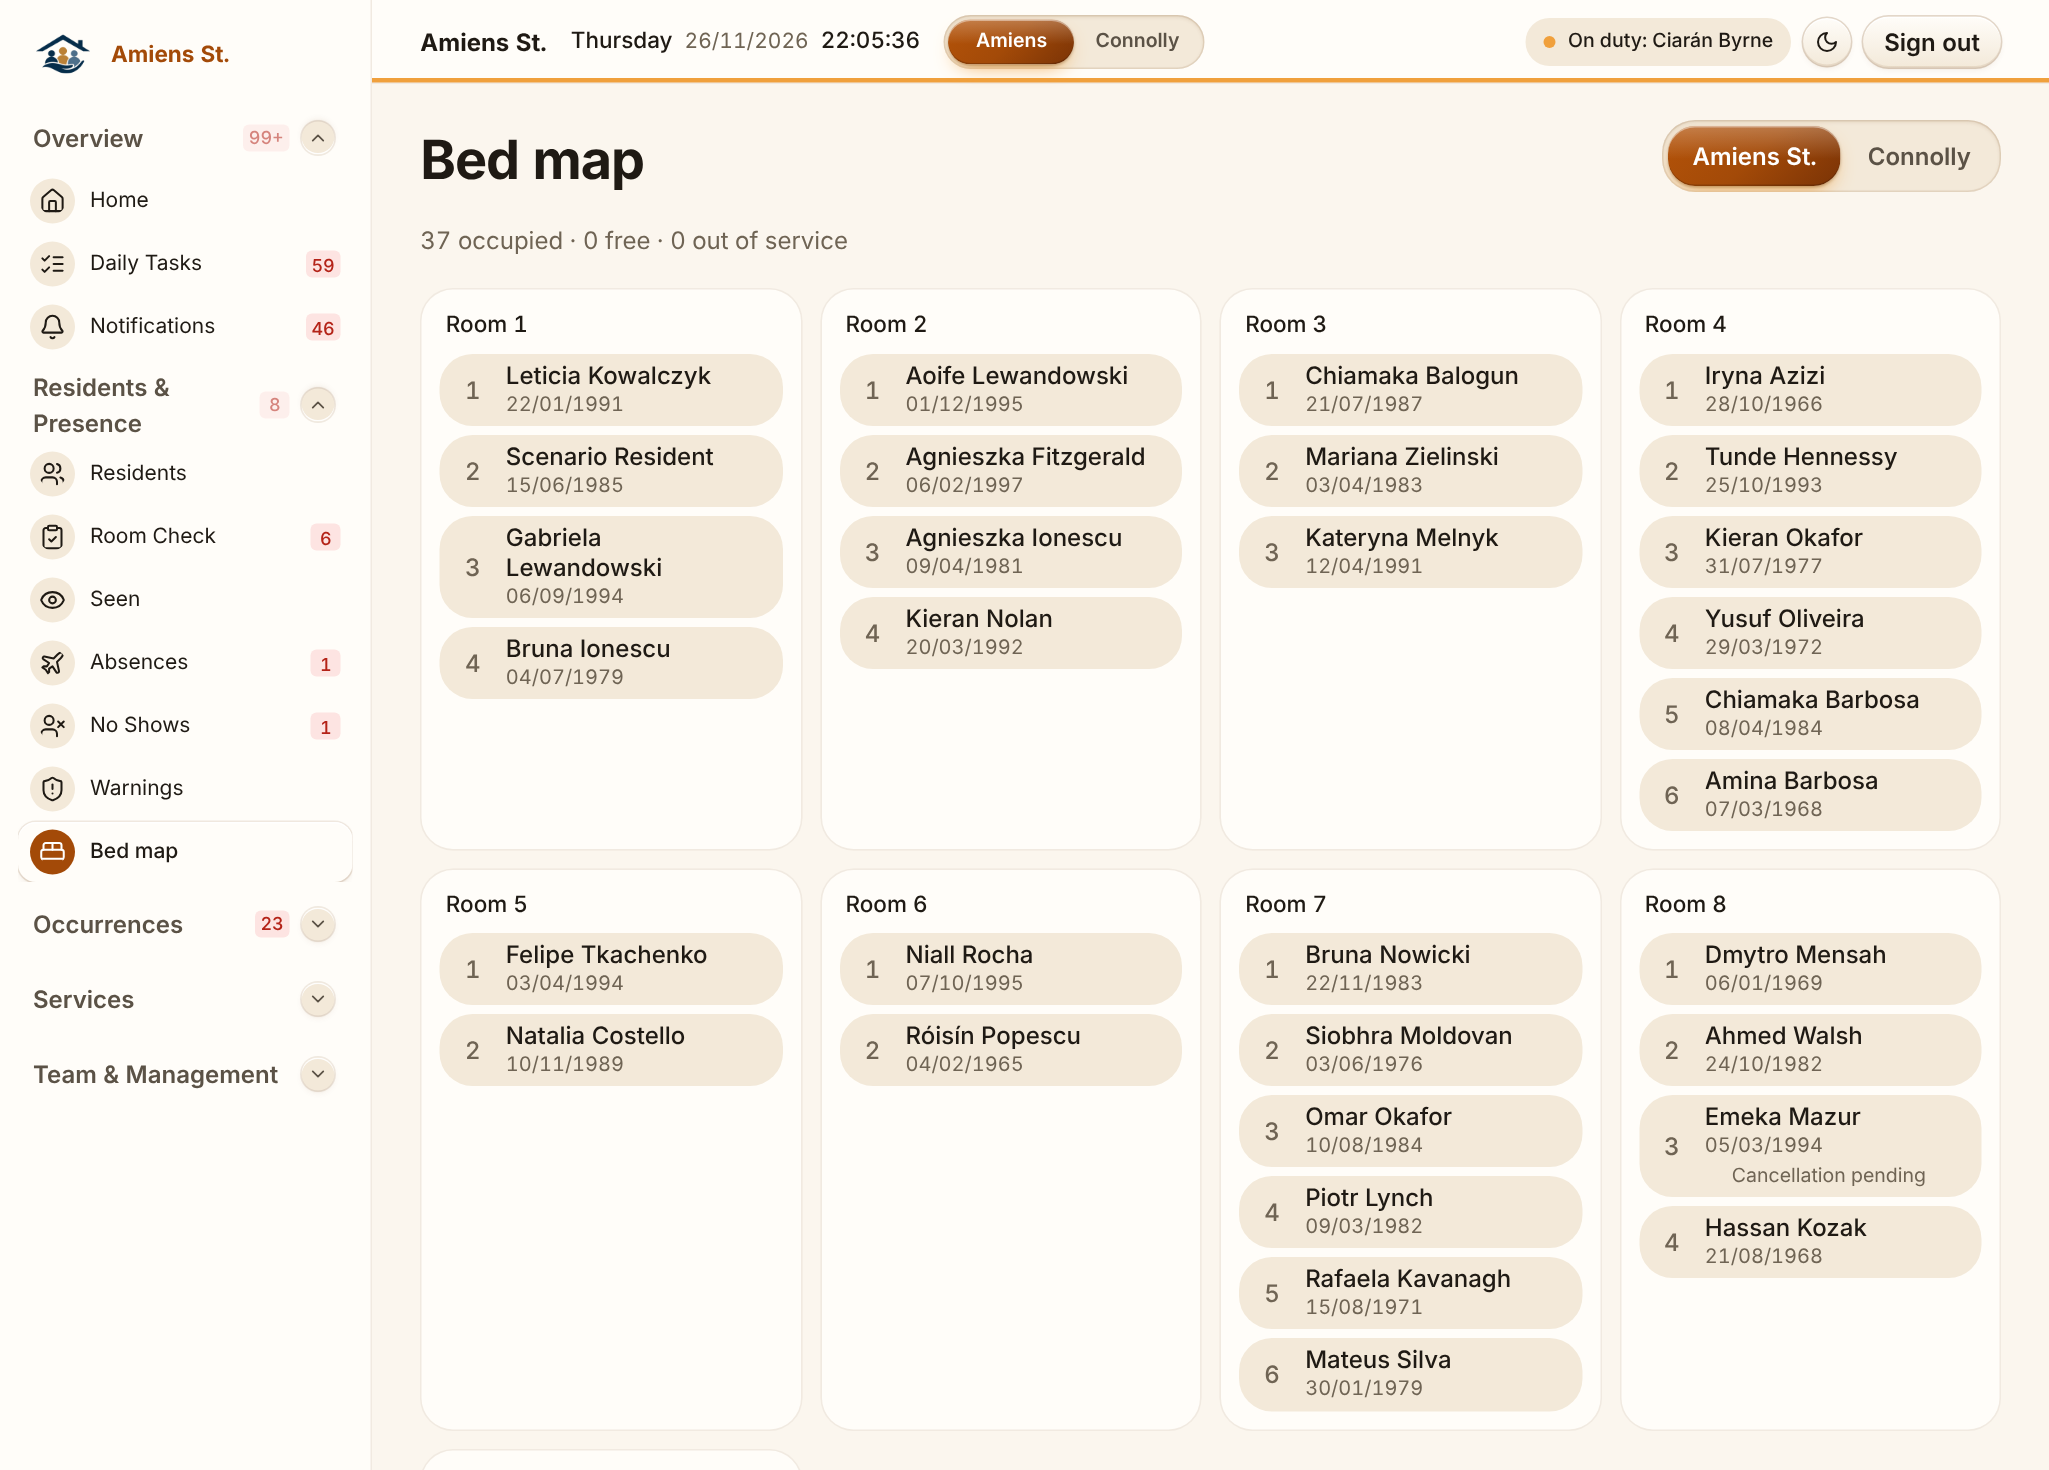 Amiens St.
Overview 99+
Home
Daily Tasks 59
Notifications 46
Residents &
Presence 8
Residents
Room Check 6
Seen
Absences 1
No Shows 1
Warnings
Bed map
Occurrences 23
Services
Team & Management
Amiens St. Thursday 26/11/2026 22:05:36 Amiens Connolly On duty: Ciarán Byrne Sign out
Bed map
Amiens St. Connolly
37 occupied · 0 free · 0 out of service
Room 1
1 Leticia Kowalczyk
22/01/1991
2 Scenario Resident
15/06/1985
3 Gabriela
Lewandowski
06/09/1994
4 Bruna Ionescu
04/07/1979
Room 2
1 Aoife Lewandowski
01/12/1995
2 Agnieszka Fitzgerald
06/02/1997
3 Agnieszka Ionescu
09/04/1981
4 Kieran Nolan
20/03/1992
Room 3
1 Chiamaka Balogun
21/07/1987
2 Mariana Zielinski
03/04/1983
3 Kateryna Melnyk
12/04/1991
Room 4
1 Iryna Azizi
28/10/1966
2 Tunde Hennessy
25/10/1993
3 Kieran Okafor
31/07/1977
4 Yusuf Oliveira
29/03/1972
5 Chiamaka Barbosa
08/04/1984
6 Amina Barbosa
07/03/1968
Room 5
1 Felipe Tkachenko
03/04/1994
2 Natalia Costello
10/11/1989
Room 6
1 Niall Rocha
07/10/1995
2 Róisín Popescu
04/02/1965
Room 7
1 Bruna Nowicki
22/11/1983
2 Siobhra Moldovan
03/06/1976
3 Omar Okafor
10/08/1984
4 Piotr Lynch
09/03/1982
5 Rafaela Kavanagh
15/08/1971
6 Mateus Silva
30/01/1979
Room 8
1 Dmytro Mensah
06/01/1969
2 Ahmed Walsh
24/10/1982
3 Emeka Mazur
05/03/1994
Cancellation pending
4 Hassan Kozak
21/08/1968